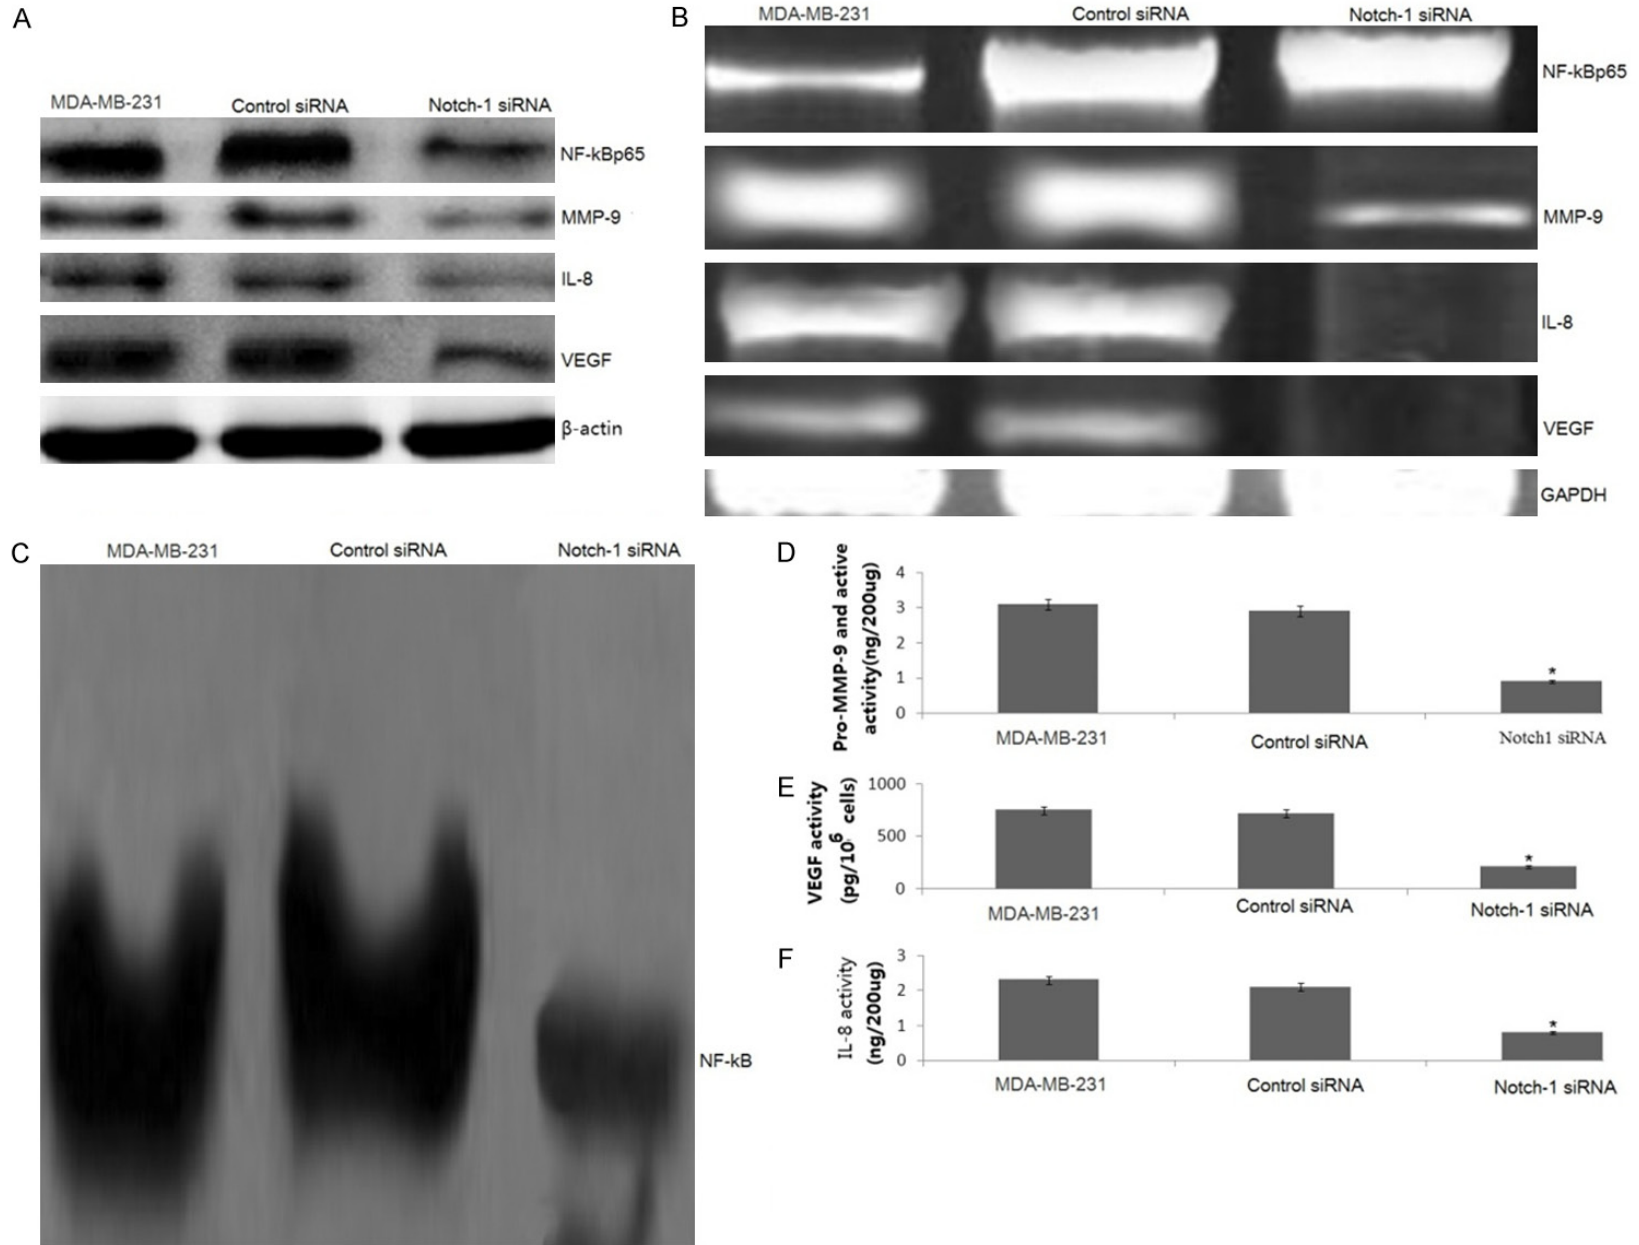 A
MDA-MB-231 Control siRNA Notch-1 siRNA
NF-kBp65
MMP-9
IL-8
VEGF
β-actin
B
MDA-MB-231 Control siRNA Notch-1 siRNA
NF-kBp65
MMP-9
IL-8
VEGF
GAPDH
C
MDA-MB-231 Control siRNA Notch-1 siRNA
NF-kB
D
Pro-MMP-9 and active
activity(ng/200ug)
4
3
2
1
0
*
MDA-MB-231 Control siRNA Notch1 siRNA
E
VEGF activity
(pg/10⁶ cells)
1000
500
0
*
MDA-MB-231 Control siRNA Notch-1 siRNA
F
IL-8 activity
(ng/200ug)
3
2
1
0
*
MDA-MB-231 Control siRNA Notch-1 siRNA